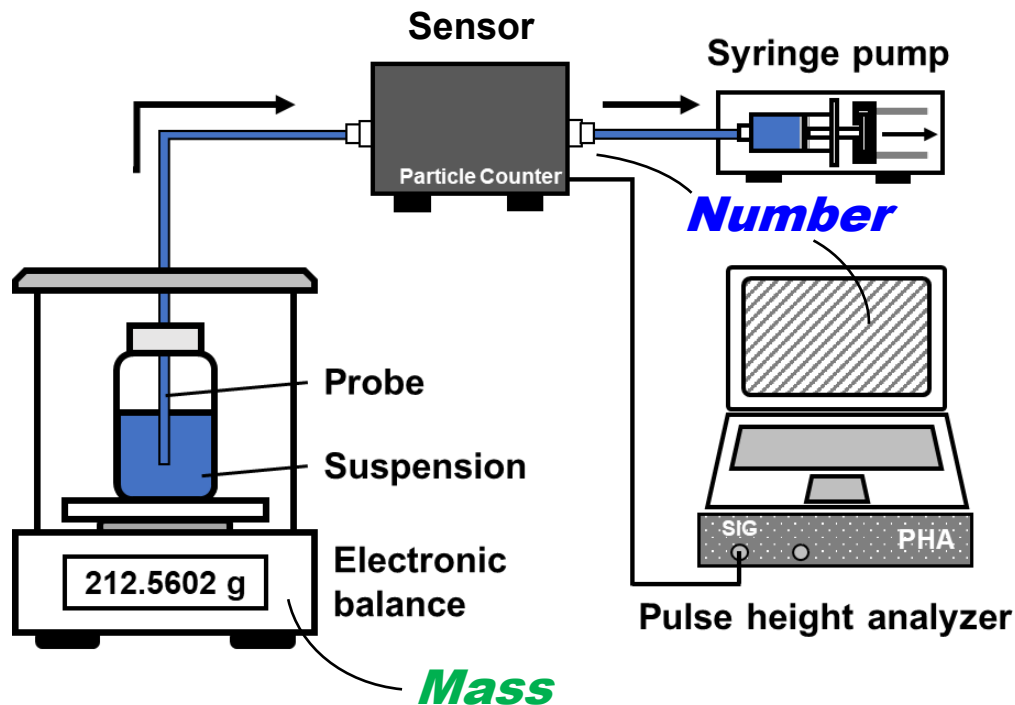 Sensor
Syringe pump
Particle Counter
Number
Probe
Suspension
SIG
PHA
Electronic
balance
212.5602 g
Pulse height analyzer
Mass